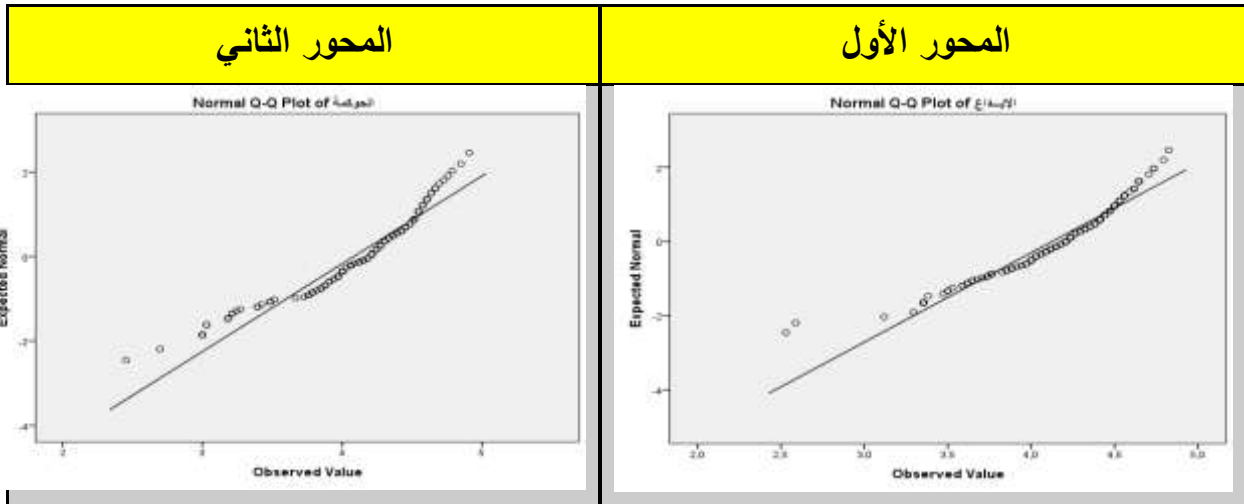 المحور الأول
المحور الثاني
Normal Q-Q Plot of الإبداع
2
0
-2
-4
Expected Normal
2.0 2.5 3.0 3.5 4.0 4.5 5.0
Observed Value
Normal Q-Q Plot of الحوكمة
2
0
-2
-4
Expected Normal
2 3 4 5
Observed Value